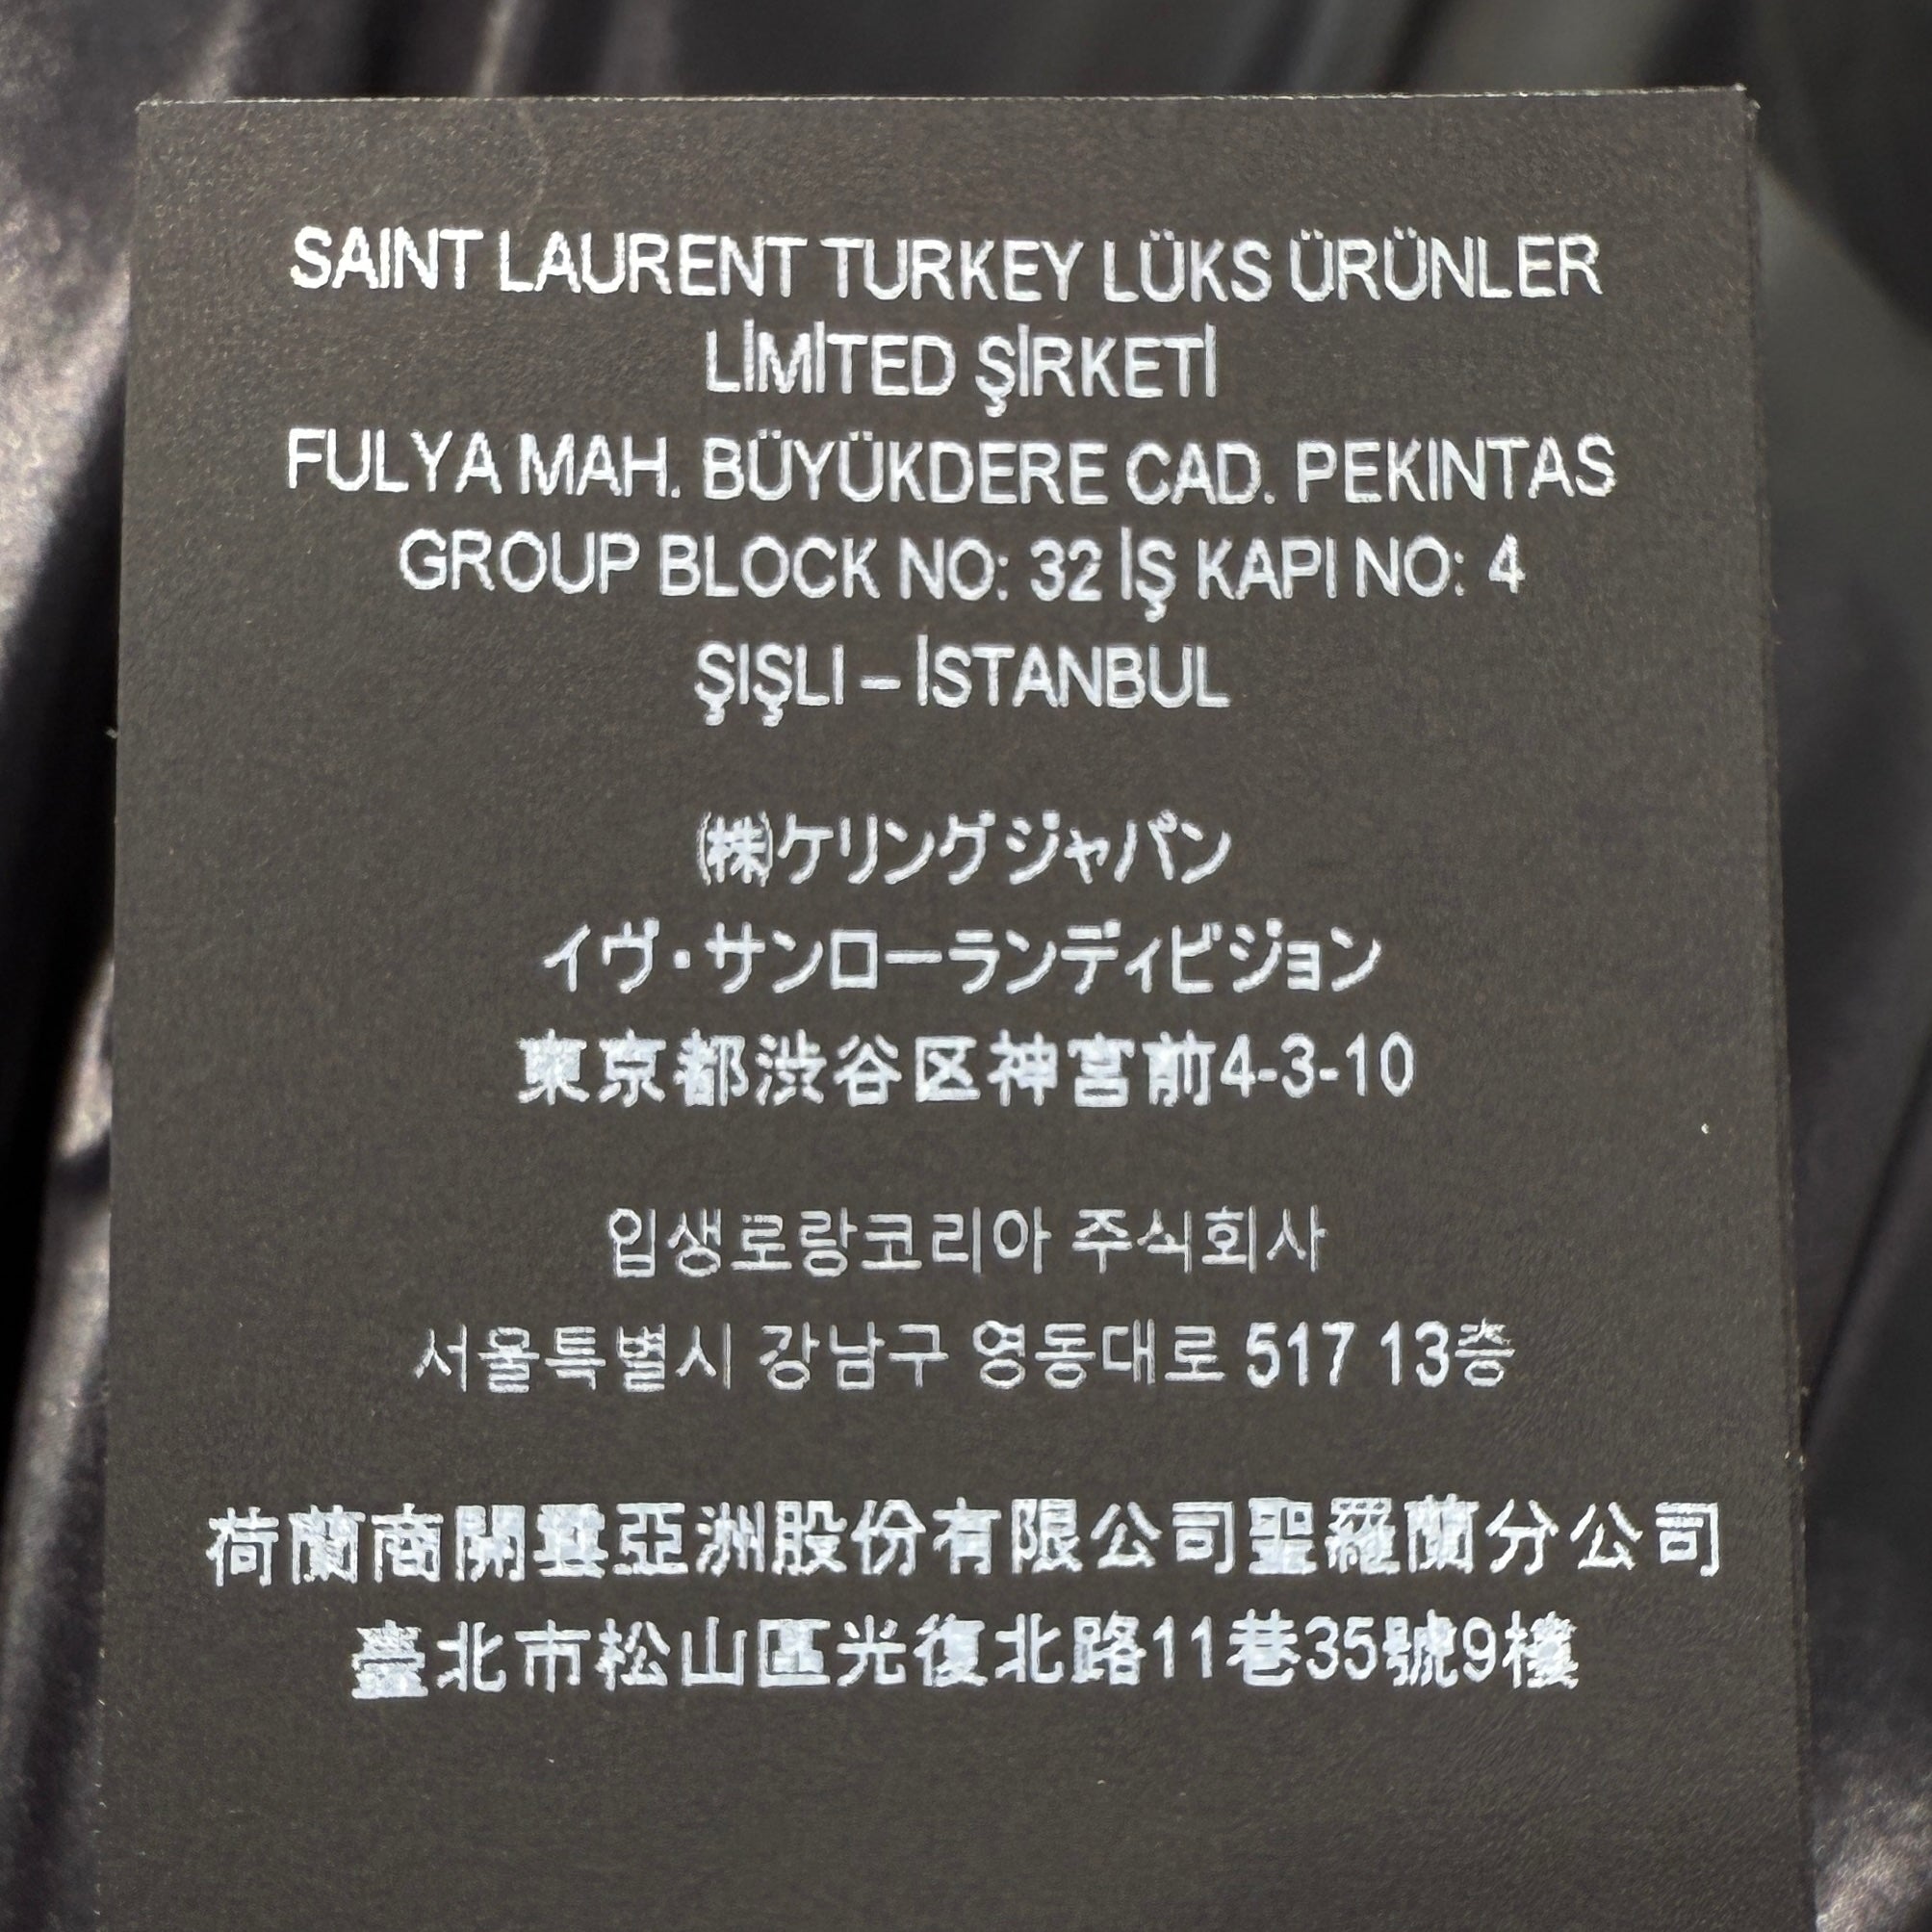 SAINT LAURENT TURKEY LÜKS ÜRÜNLER
LİMİTED ŞİRKETİ
FULYA MAH. BÜYÜKDERE CAD. PEKINTAS
GROUP BLOCK NO: 32 İŞ KAPI NO: 4
ŞIŞLI – İSTANBUL
㈱ケリングジャパン
イヴ・サンローランディビジョン
東京都渋谷区神宮前4-3-10
입생로랑코리아 주식회사
서울특별시 강남구 영동대로 517 13층
荷蘭商開雲亞洲股份有限公司聖羅蘭分公司
臺北市松山區光復北路11巷35號9樓